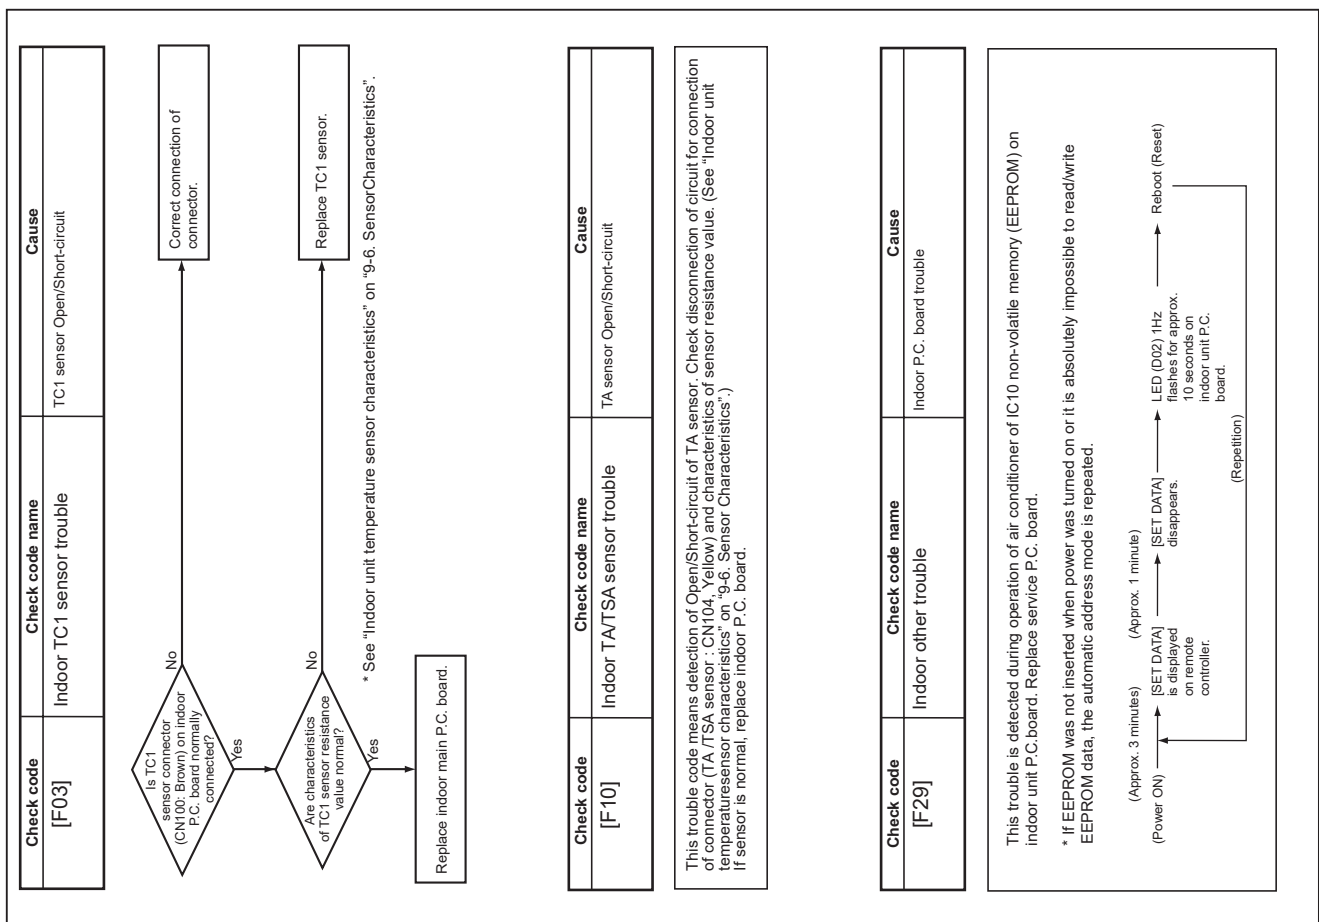 Check code
Check code name
Cause
[F03]
Indoor TC1 sensor trouble
TC1 sensor Open/Short-circuit
Is TC1
sensor connector
(CN100: Brown) on indoor
P.C. board normally
connected?
No
Correct connection of
connector.
Yes
Are characteristics
of TC1 sensor resistance
value normal?
No
Replace TC1 sensor.
Yes
* See “Indoor unit temperature sensor characteristics” on “9-6. SensorCharacteristics”.
Replace indoor main P.C. board.
Check code
Check code name
Cause
[F10]
Indoor TA/TSA sensor trouble
TA sensor Open/Short-circuit
This trouble code means detection of Open/Short-circuit of TA sensor. Check disconnection of circuit for connection
of connector (TA /TSA sensor : CN104, Yellow) and characteristics of sensor resistance value. (See “Indoor unit
temperaturesensor characteristics” on “9-6. Sensor Characteristics”.)
If sensor is normal, replace indoor P.C. board.
Check code
Check code name
Cause
[F29]
Indoor other trouble
Indoor P.C. board trouble
This trouble is detected during operation of air conditioner of IC10 non-volatile memory (EEPROM) on
indoor unit P.C.board. Replace service P.C. board.
* If EEPROM was not inserted when power was turned on or it is absolutely impossible to read/write
EEPROM data, the automatic address mode is repeated.
(Approx. 3 minutes)
(Approx. 1 minute)
(Power ON)
[SET DATA]
is displayed
on remote
controller.
[SET DATA]
disappears.
LED (D02) 1Hz
flashes for approx.
10 seconds on
indoor unit P.C.
board.
Reboot (Reset)
(Repetition)